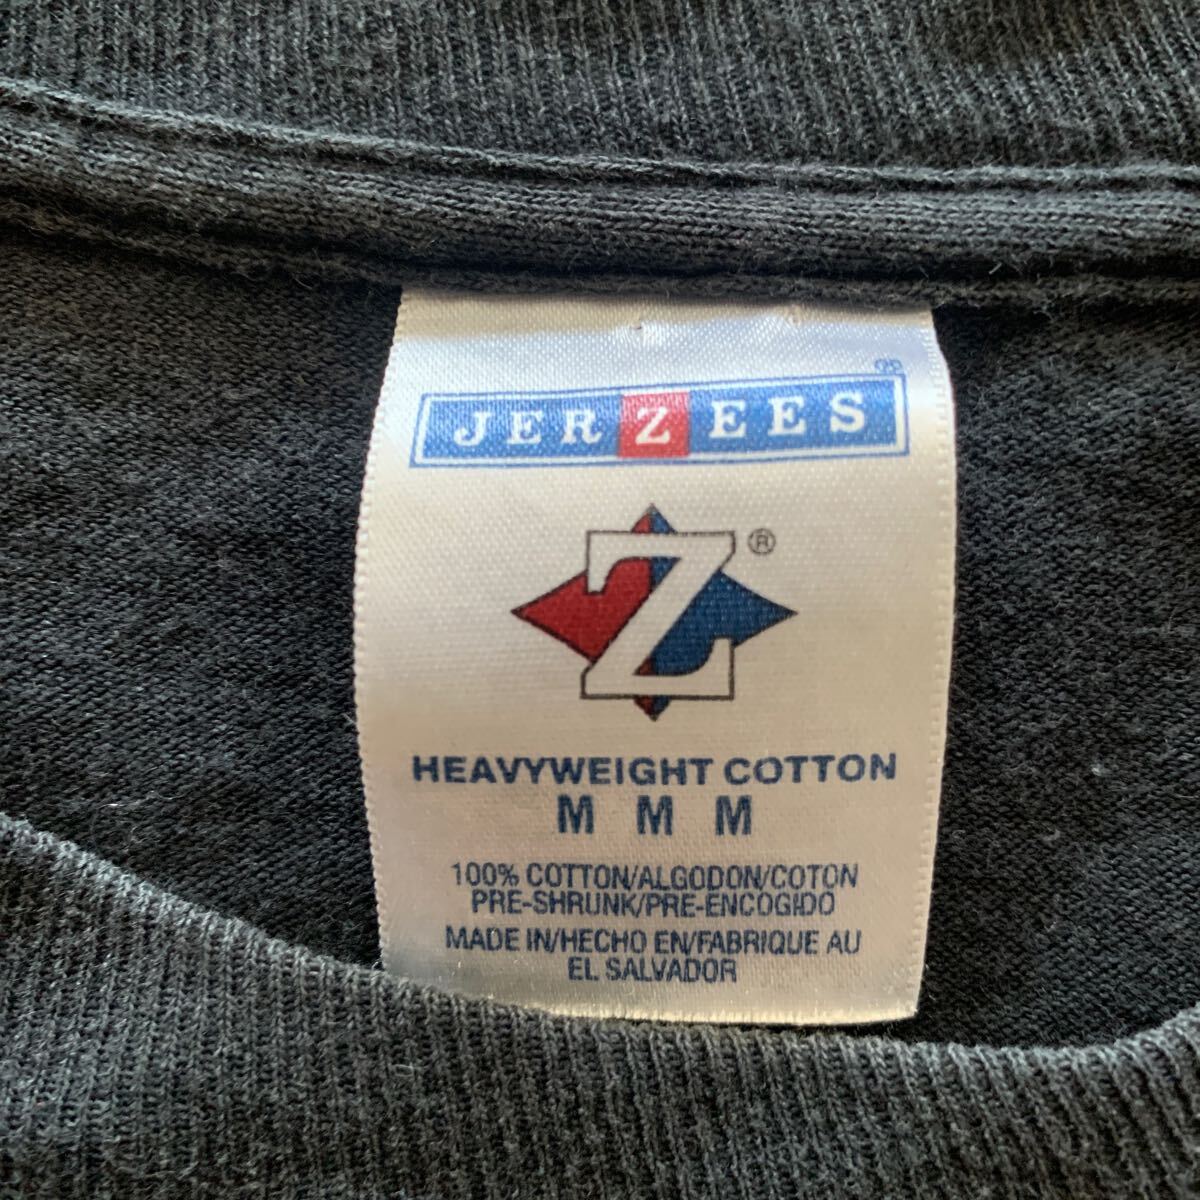 JERZEES
Z ®
HEAVYWEIGHT COTTON
M M M
100% COTTON/ALGODON/COTON
PRE-SHRUNK/PRE-ENCOGIDO
MADE IN/HECHO EN/FABRIQUE AU
EL SALVADOR